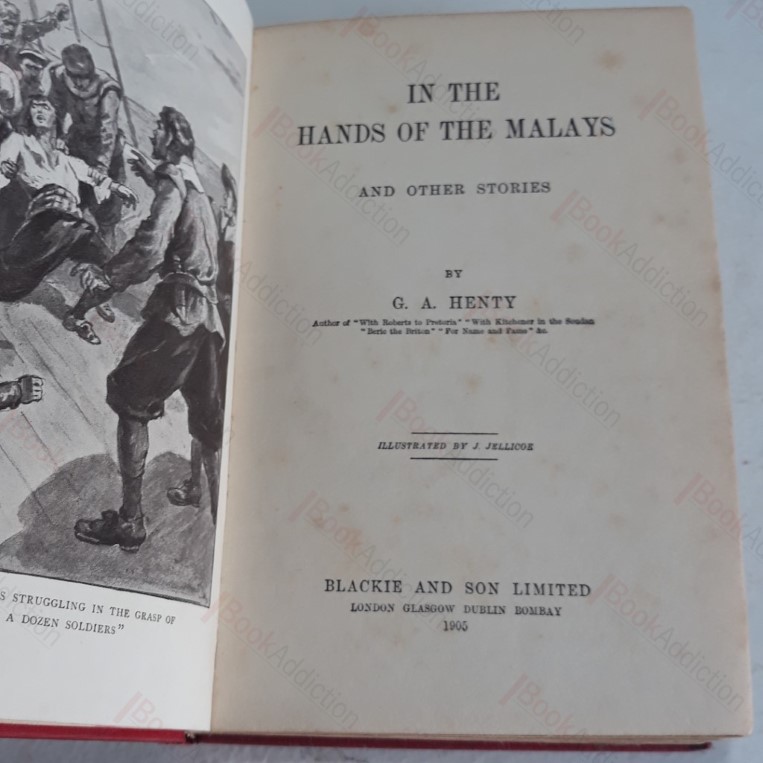 S STRUGGLING IN THE GRASP OF
A DOZEN SOLDIERS"
IN THE
HANDS OF THE MALAYS
AND OTHER STORIES
BY
G. A. HENTY
Author of "With Roberts to Pretoria" "With Kitchener in the Soudan
"Beric the Briton" "For Name and Fame" &c.
ILLUSTRATED BY J. JELLICOE
BLACKIE AND SON LIMITED
LONDON GLASGOW DUBLIN BOMBAY
1905
BookAddiction